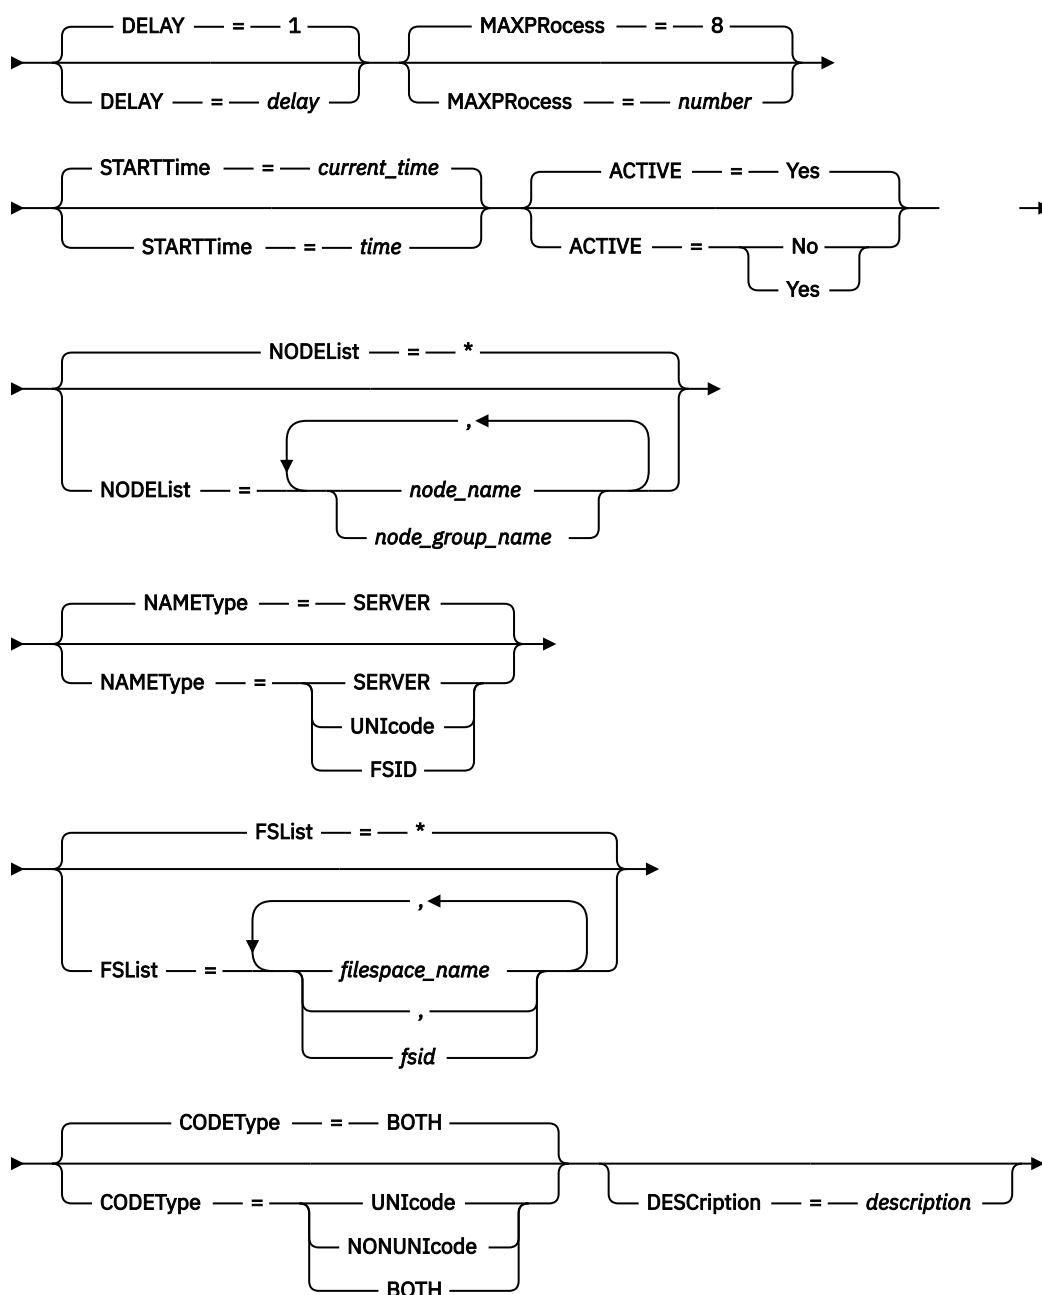 DELAY = 1 MAXPRocess = 8
DELAY = delay MAXPRocess = number
STARTTime = current_time ACTIVE = Yes
STARTTime = time ACTIVE = No
Yes
NODEList = *
,
NODEList = node_name
node_group_name
NAMEType = SERVER
NAMEType = SERVER
UNIcode
FSID
FSList = *
,
FSList = filespace_name
,
fsid
CODEType = BOTH
CODEType = UNIcode DESCription = description
NONUNIcode
BOTH